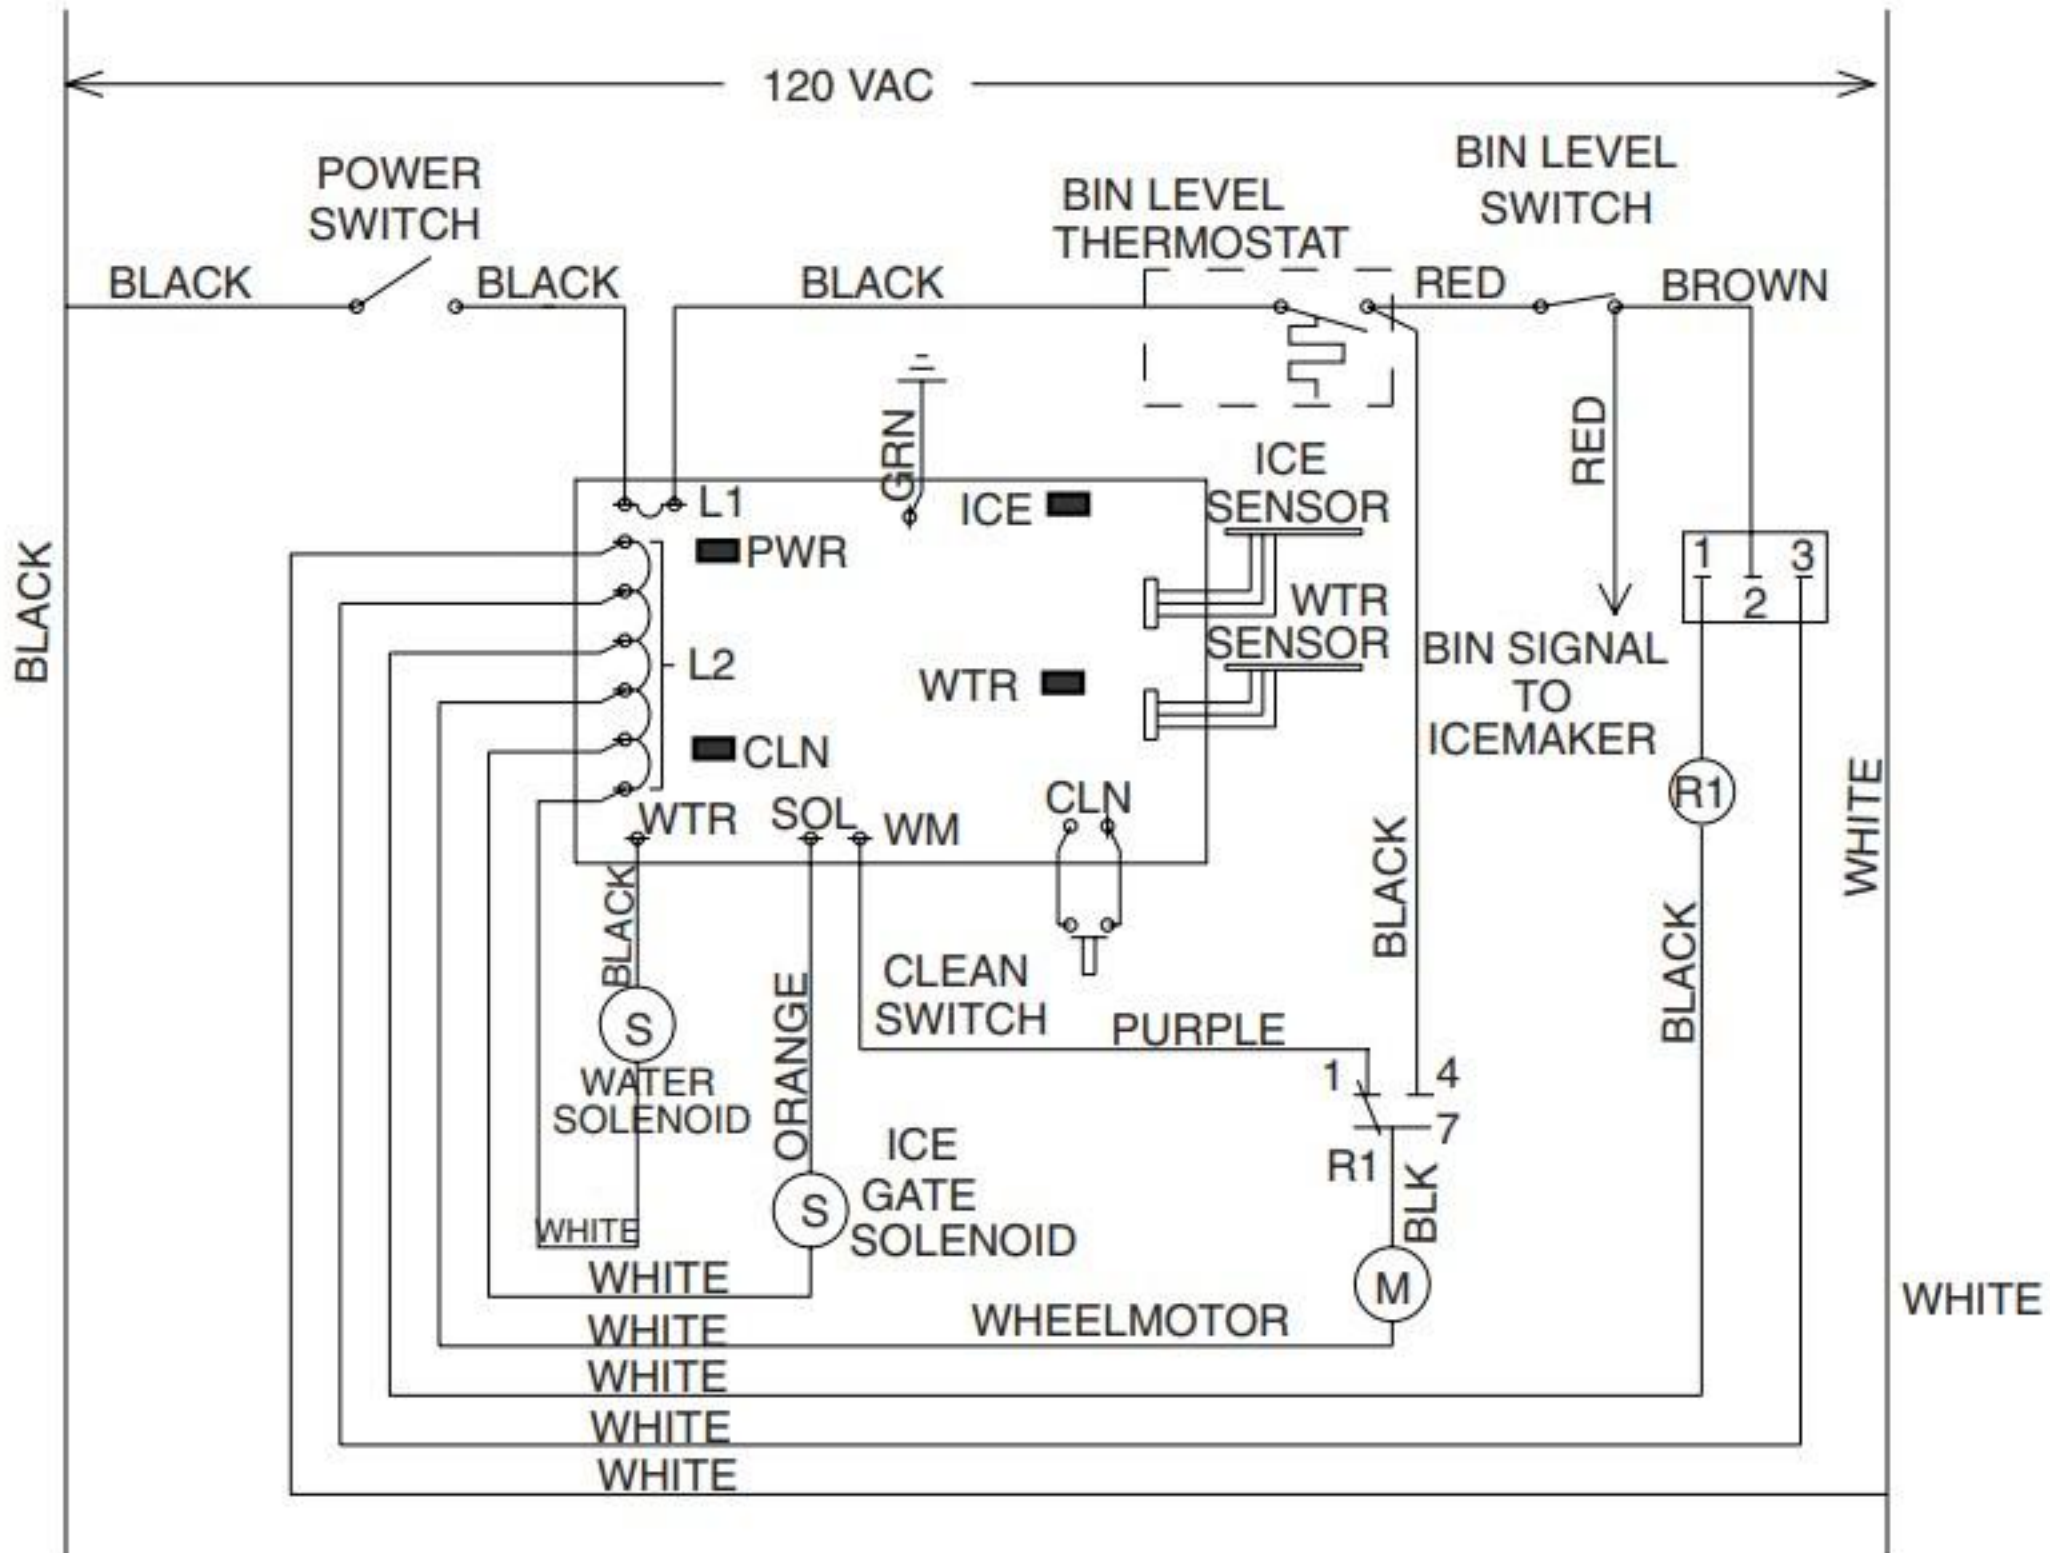 120 VAC
POWER
SWITCH
BIN LEVEL
THERMOSTAT
BIN LEVEL
SWITCH
BLACK
BLACK
BLACK
RED
BROWN
GRN
RED
L1
ICE
PWR
ICE
SENSOR
WTR
SENSOR
L2
WTR
CLN
WTR
SOL
WM
CLN
1
2
3
BIN SIGNAL
TO
ICEMAKER
R1
BLACK
WHITE
BLACK
BLACK
BLACK
S
WATER
SOLENOID
ORANGE
CLEAN
SWITCH
PURPLE
1
4
7
R1
BLK
ICE
GATE
SOLENOID
S
M
WHEELMOTOR
WHITE
WHITE
WHITE
WHITE
WHITE
WHITE
WHITE